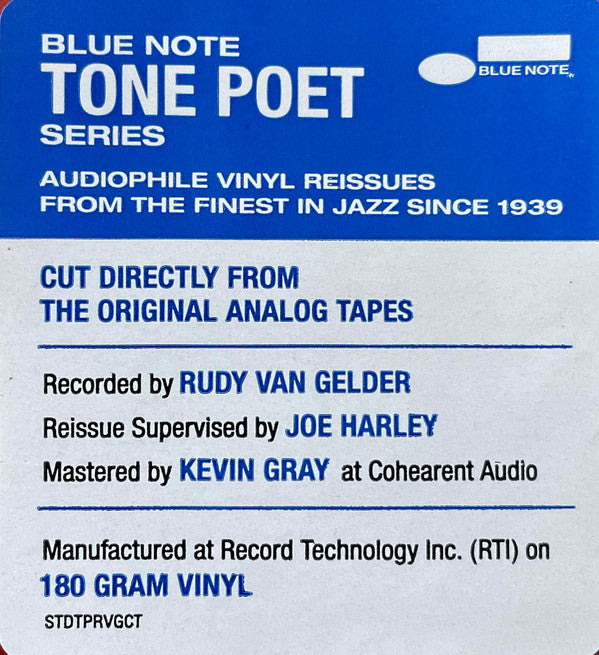 BLUE NOTE
TONE POET
SERIES
BLUE NOTE
AUDIOPHILE VINYL REISSUES
FROM THE FINEST IN JAZZ SINCE 1939
CUT DIRECTLY FROM
THE ORIGINAL ANALOG TAPES
Recorded by RUDY VAN GELDER
Reissue Supervised by JOE HARLEY
Mastered by KEVIN GRAY at Cohearent Audio
Manufactured at Record Technology Inc. (RTI) on
180 GRAM VINYL
STDTPRVGCT